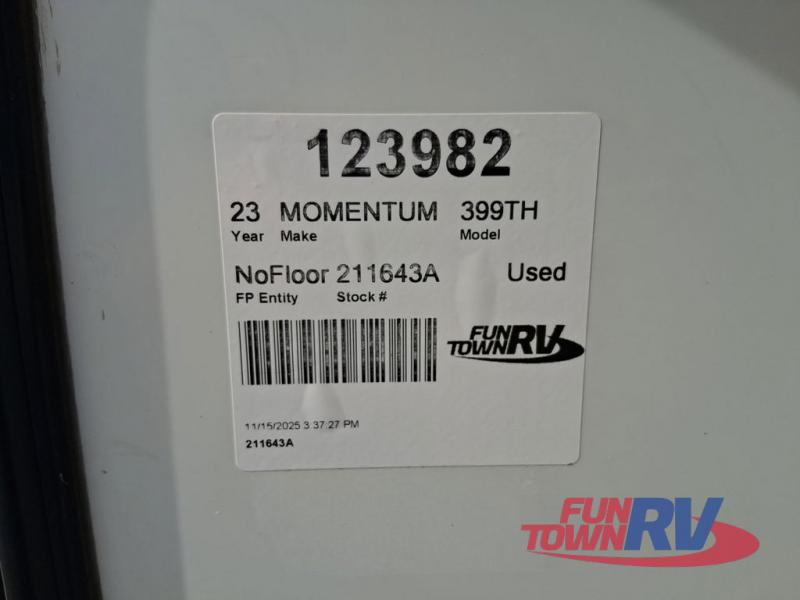 123982
23 MOMENTUM 399TH
Year Make Model
NoFloor 211643A Used
FP Entity Stock #
FUN
TOWN RV
11/15/2025 3:37:27 PM
211643A
FUN
TOWN RV